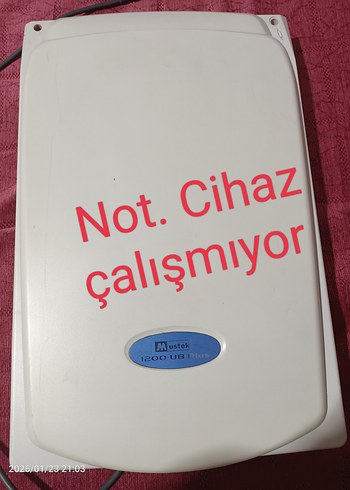 Not. Cihaz
çalışmıyor
Mustek
1200 UB Plus
2026/01/23 21:03